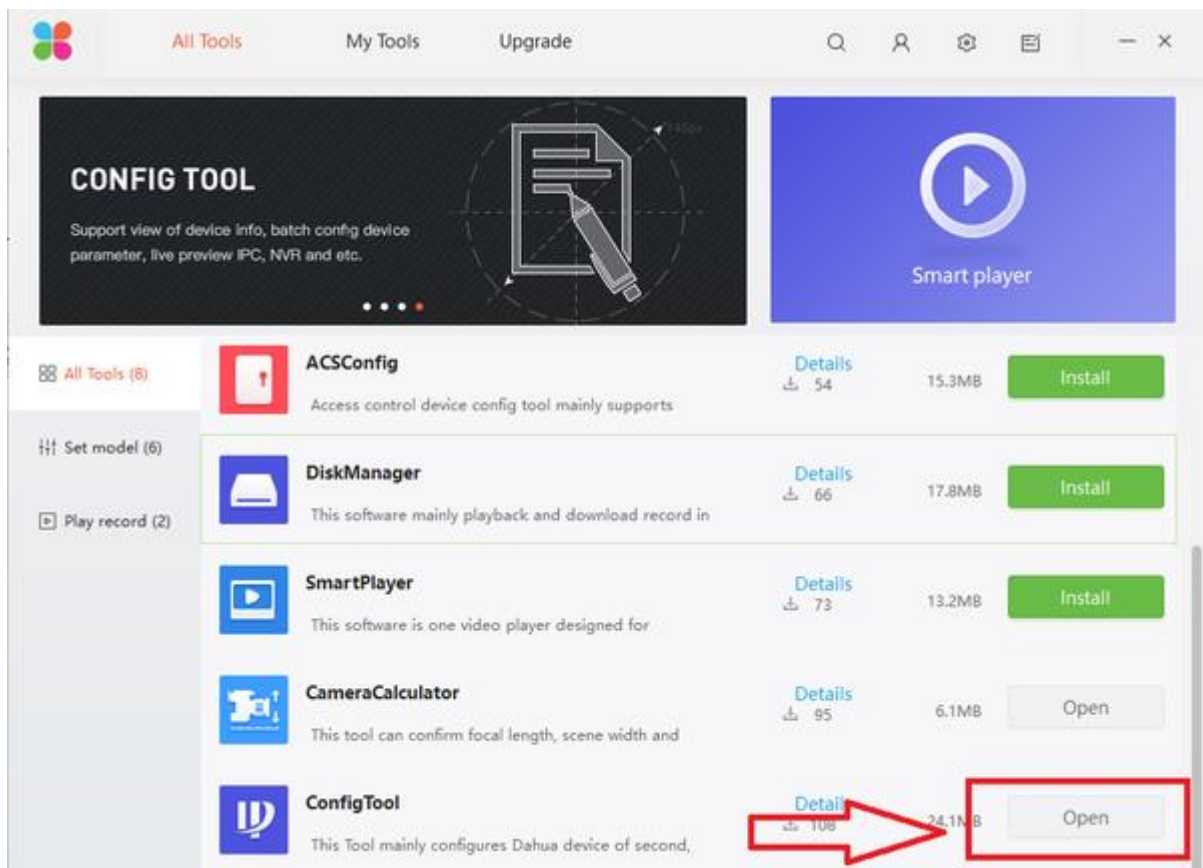 All Tools
My Tools
Upgrade
CONFIG TOOL
Support view of device info, batch config device
parameter, live preview IPC, NVR and etc.
Smart player
All Tools (8)
Set model (6)
Play record (2)
ACSConfig
Access control device config tool mainly supports
Details
54
15.3MB
Install
DiskManager
This software mainly playback and download record in
Details
66
17.8MB
Install
SmartPlayer
This software is one video player designed for
Details
73
13.2MB
Install
CameraCalculator
This tool can confirm focal length, scene width and
Details
95
6.1MB
Open
ConfigTool
This Tool mainly configures Dahua device of second,
Details
108
24.1MB
Open